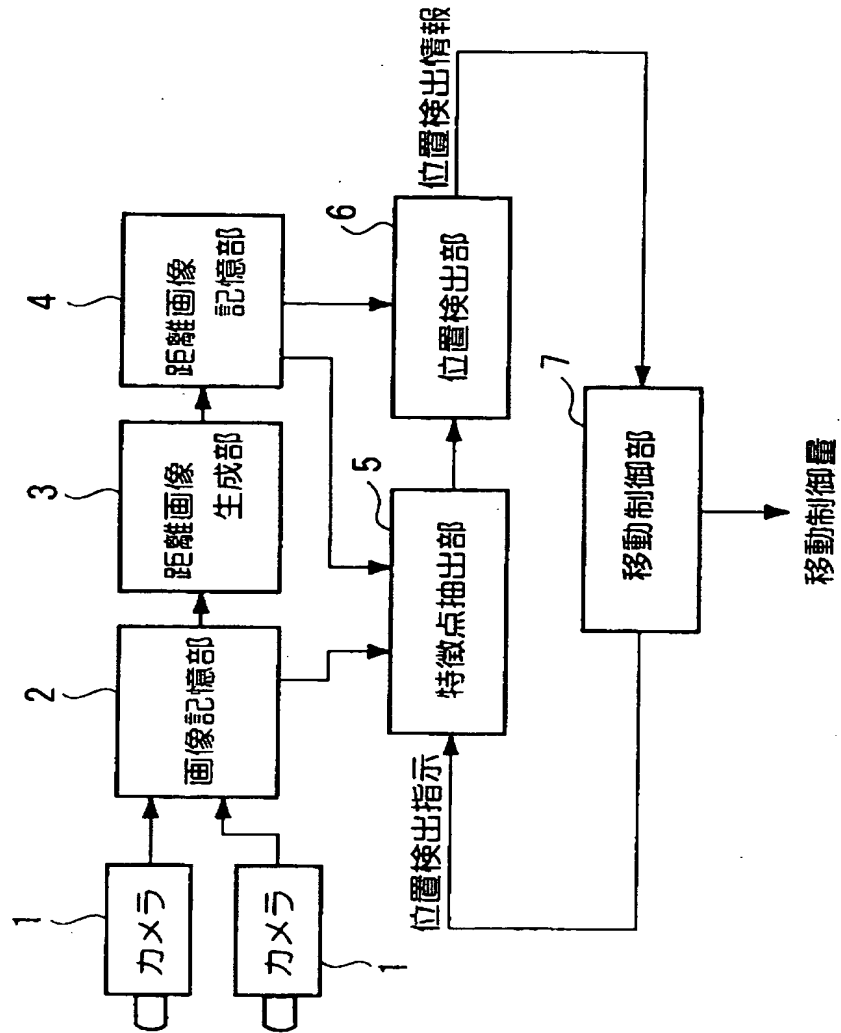 1
カメラ
カメラ
1
2
画像記憶部
3
距離画像
生成部
4
距離画像
記憶部
位置検出指示
5
特徴点抽出部
6
位置検出部
位置検出情報
7
移動制御部
移動制御量